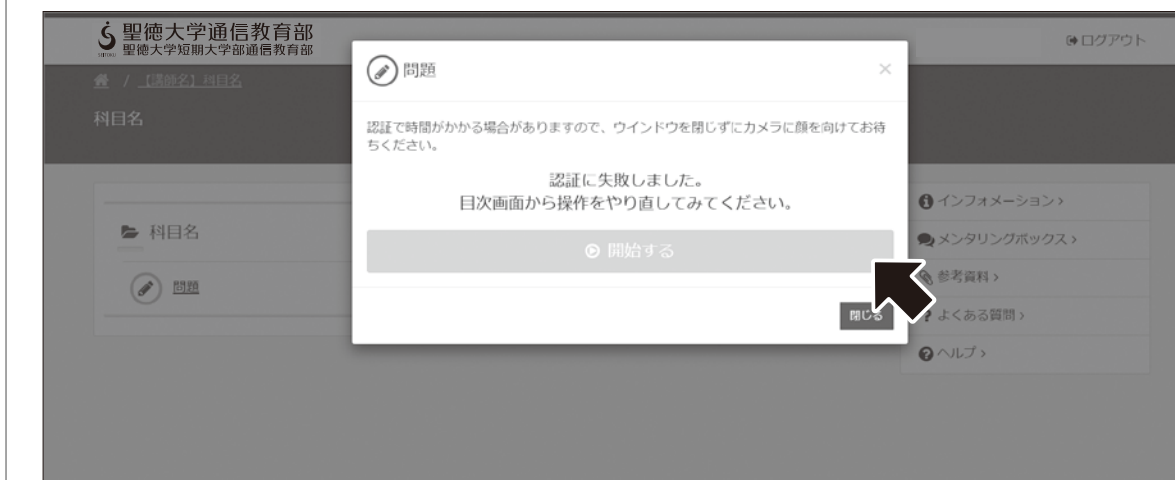 聖徳大学通信教育部
聖徳大学短期大学部通信教育部
ログアウト
/ 【講師名】科目名
科目名
問題
×
認証で時間がかかる場合がありますので、ウインドウを閉じずにカメラに顔を向けてお待
ちください。
認証に失敗しました。
目次画面から操作をやり直してみてください。
開始する
閉じる
科目名
問題
インフォメーション >
メンタリングボックス >
参考資料 >
? よくある質問 >
ヘルプ >